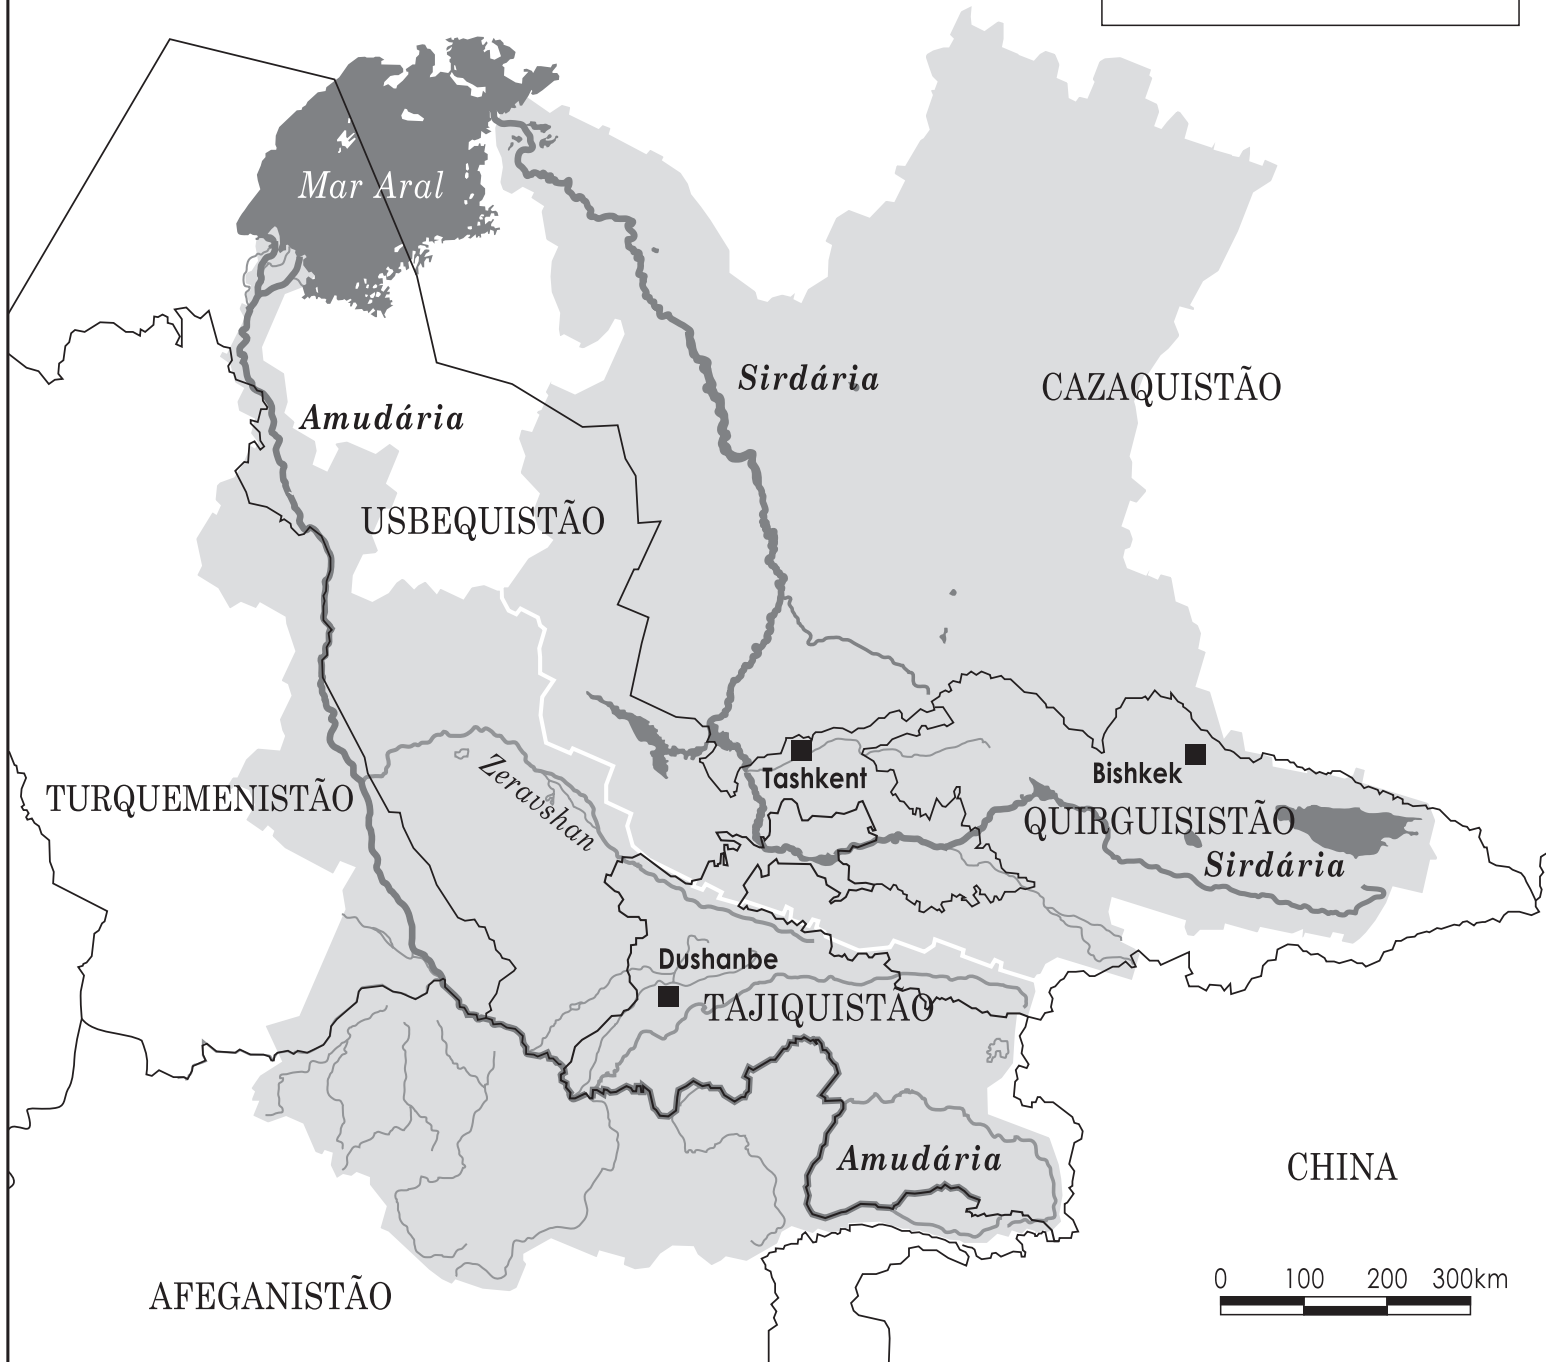 Mar Aral
Sirdária
CAZAQUISTÃO
Amudária
USBEQUISTÃO
Zeravshan
Tashkent
Bishkek
TURQUEMENISTÃO
QUIRGUISISTÃO
Sirdária
Dushanbe
TAJIQUISTÃO
Amudária
CHINA
AFEGANISTÃO
0 100 200 300km